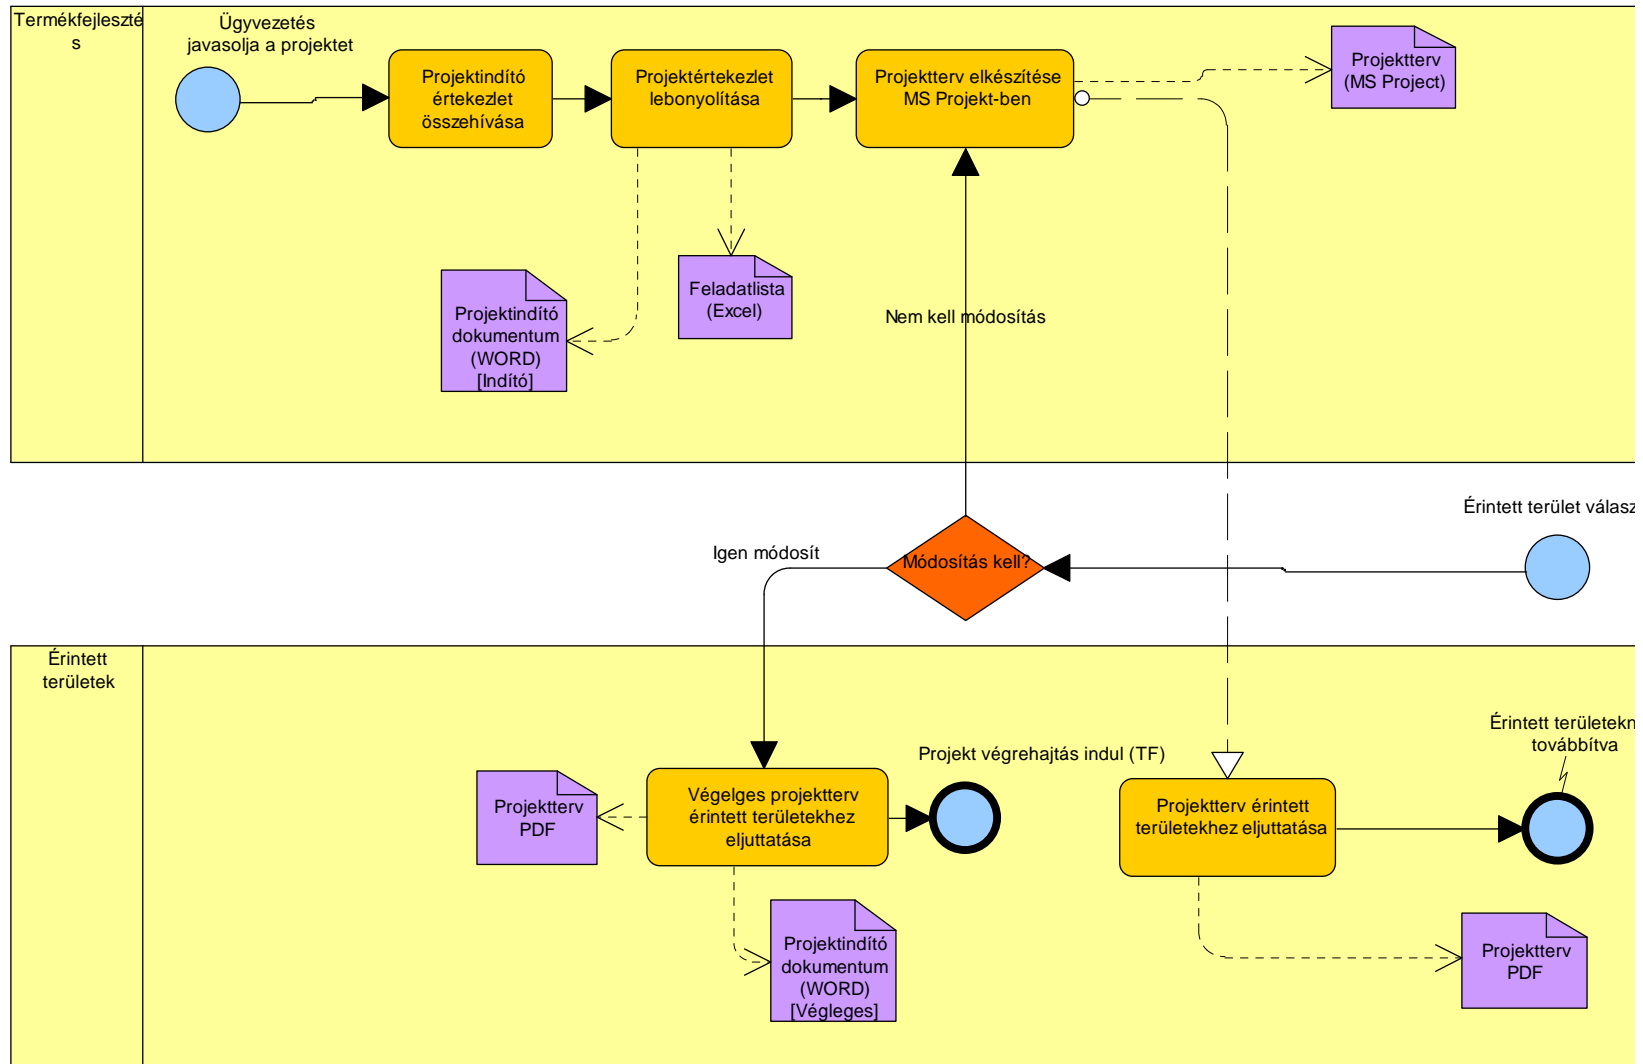 Termékfejleszté
s
Ügyvezetés
javasolja a projektet
Projektindító
értekezlet
összehívása
Projektértekezlet
lebonyolítása
Projektterv elkészítése
MS Projekt-ben
Projektterv
(MS Project)
Projektindító
dokumentum
(WORD)
[Indító]
Feladatlista
(Excel)
Nem kell módosítás
Érintett terület válasz
Igen módosít
Módosítás kell?
Érintett
területek
Projektterv
PDF
Végelges projektterv
érintett területekhez
eljuttatása
Projekt végrehajtás indul (TF)
Projektterv érintett
területekhez eljuttatása
Érintett területekn
továbbítva
Projektindító
dokumentum
(WORD)
[Végleges]
Projektterv
PDF